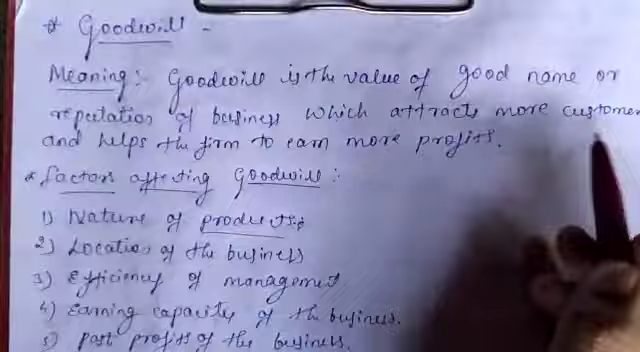 * Goodwill -
Meaning:- Goodwill is the value of good name or
reputation of business which attracts more customer
and helps the firm to earn more profits.
* Factors affecting Goodwill :-
1) Nature of products:
2) Location of the business
3) Efficiency of management
4) Earning capacity of the business.
5) Past profits of the business.